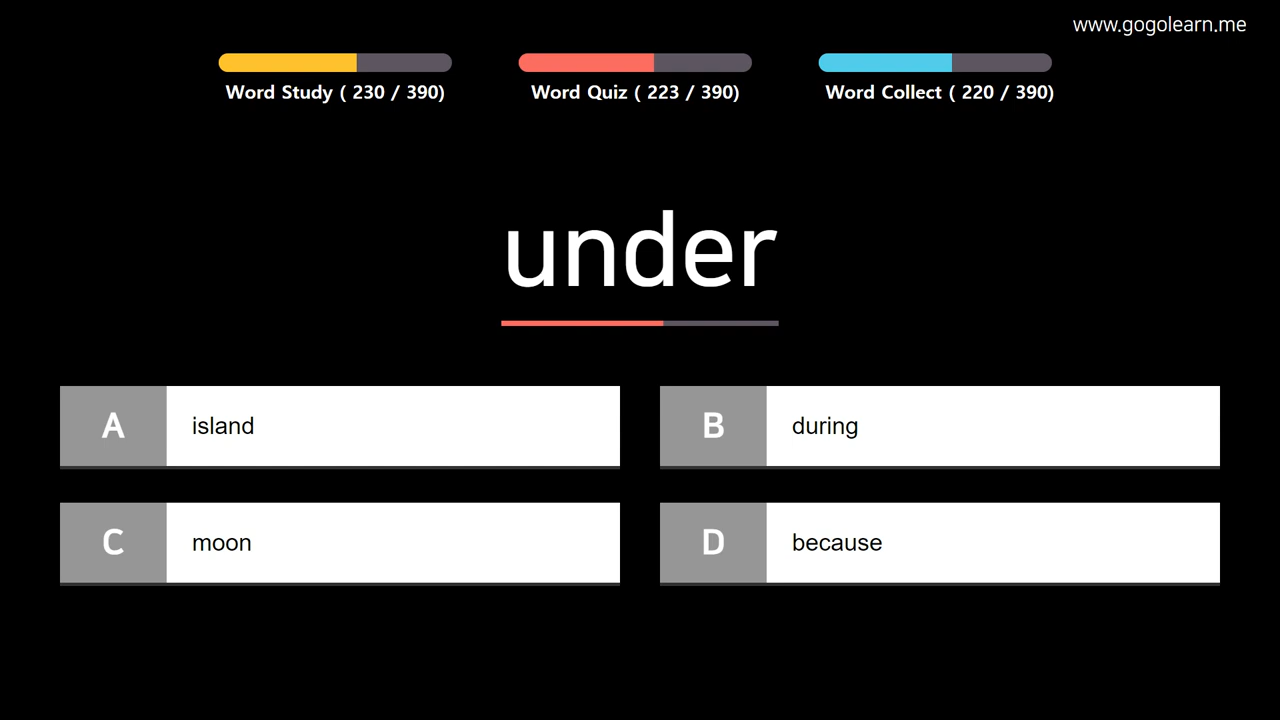 www.gogolearn.me
Word Study ( 230 / 390)
Word Quiz ( 223 / 390)
Word Collect ( 220 / 390)
under
A island
B during
C moon
D because